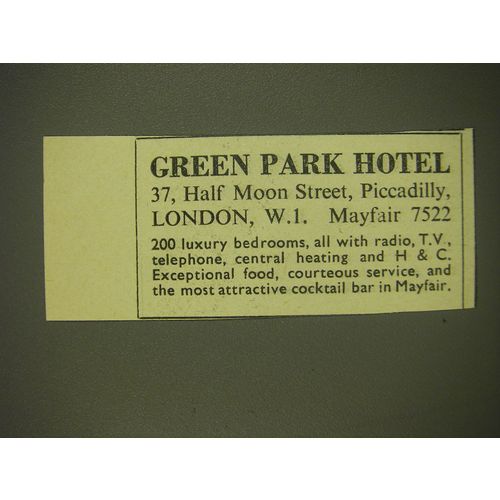 GREEN PARK HOTEL
37, Half Moon Street, Piccadilly,
LONDON, W.1. Mayfair 7522
200 luxury bedrooms, all with radio, T.V.,
telephone, central heating and H & C.
Exceptional food, courteous service, and
the most attractive cocktail bar in Mayfair.